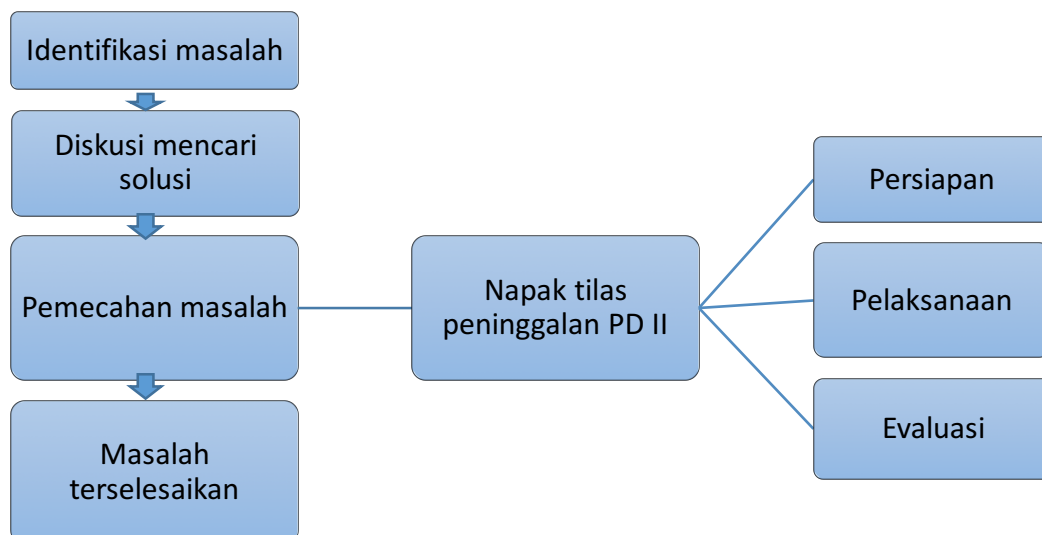 Identifikasi masalah
Diskusi mencari
solusi
Pemecahan masalah
Masalah
terselesaikan
Napak tilas
peninggalan PD II
Persiapan
Pelaksanaan
Evaluasi